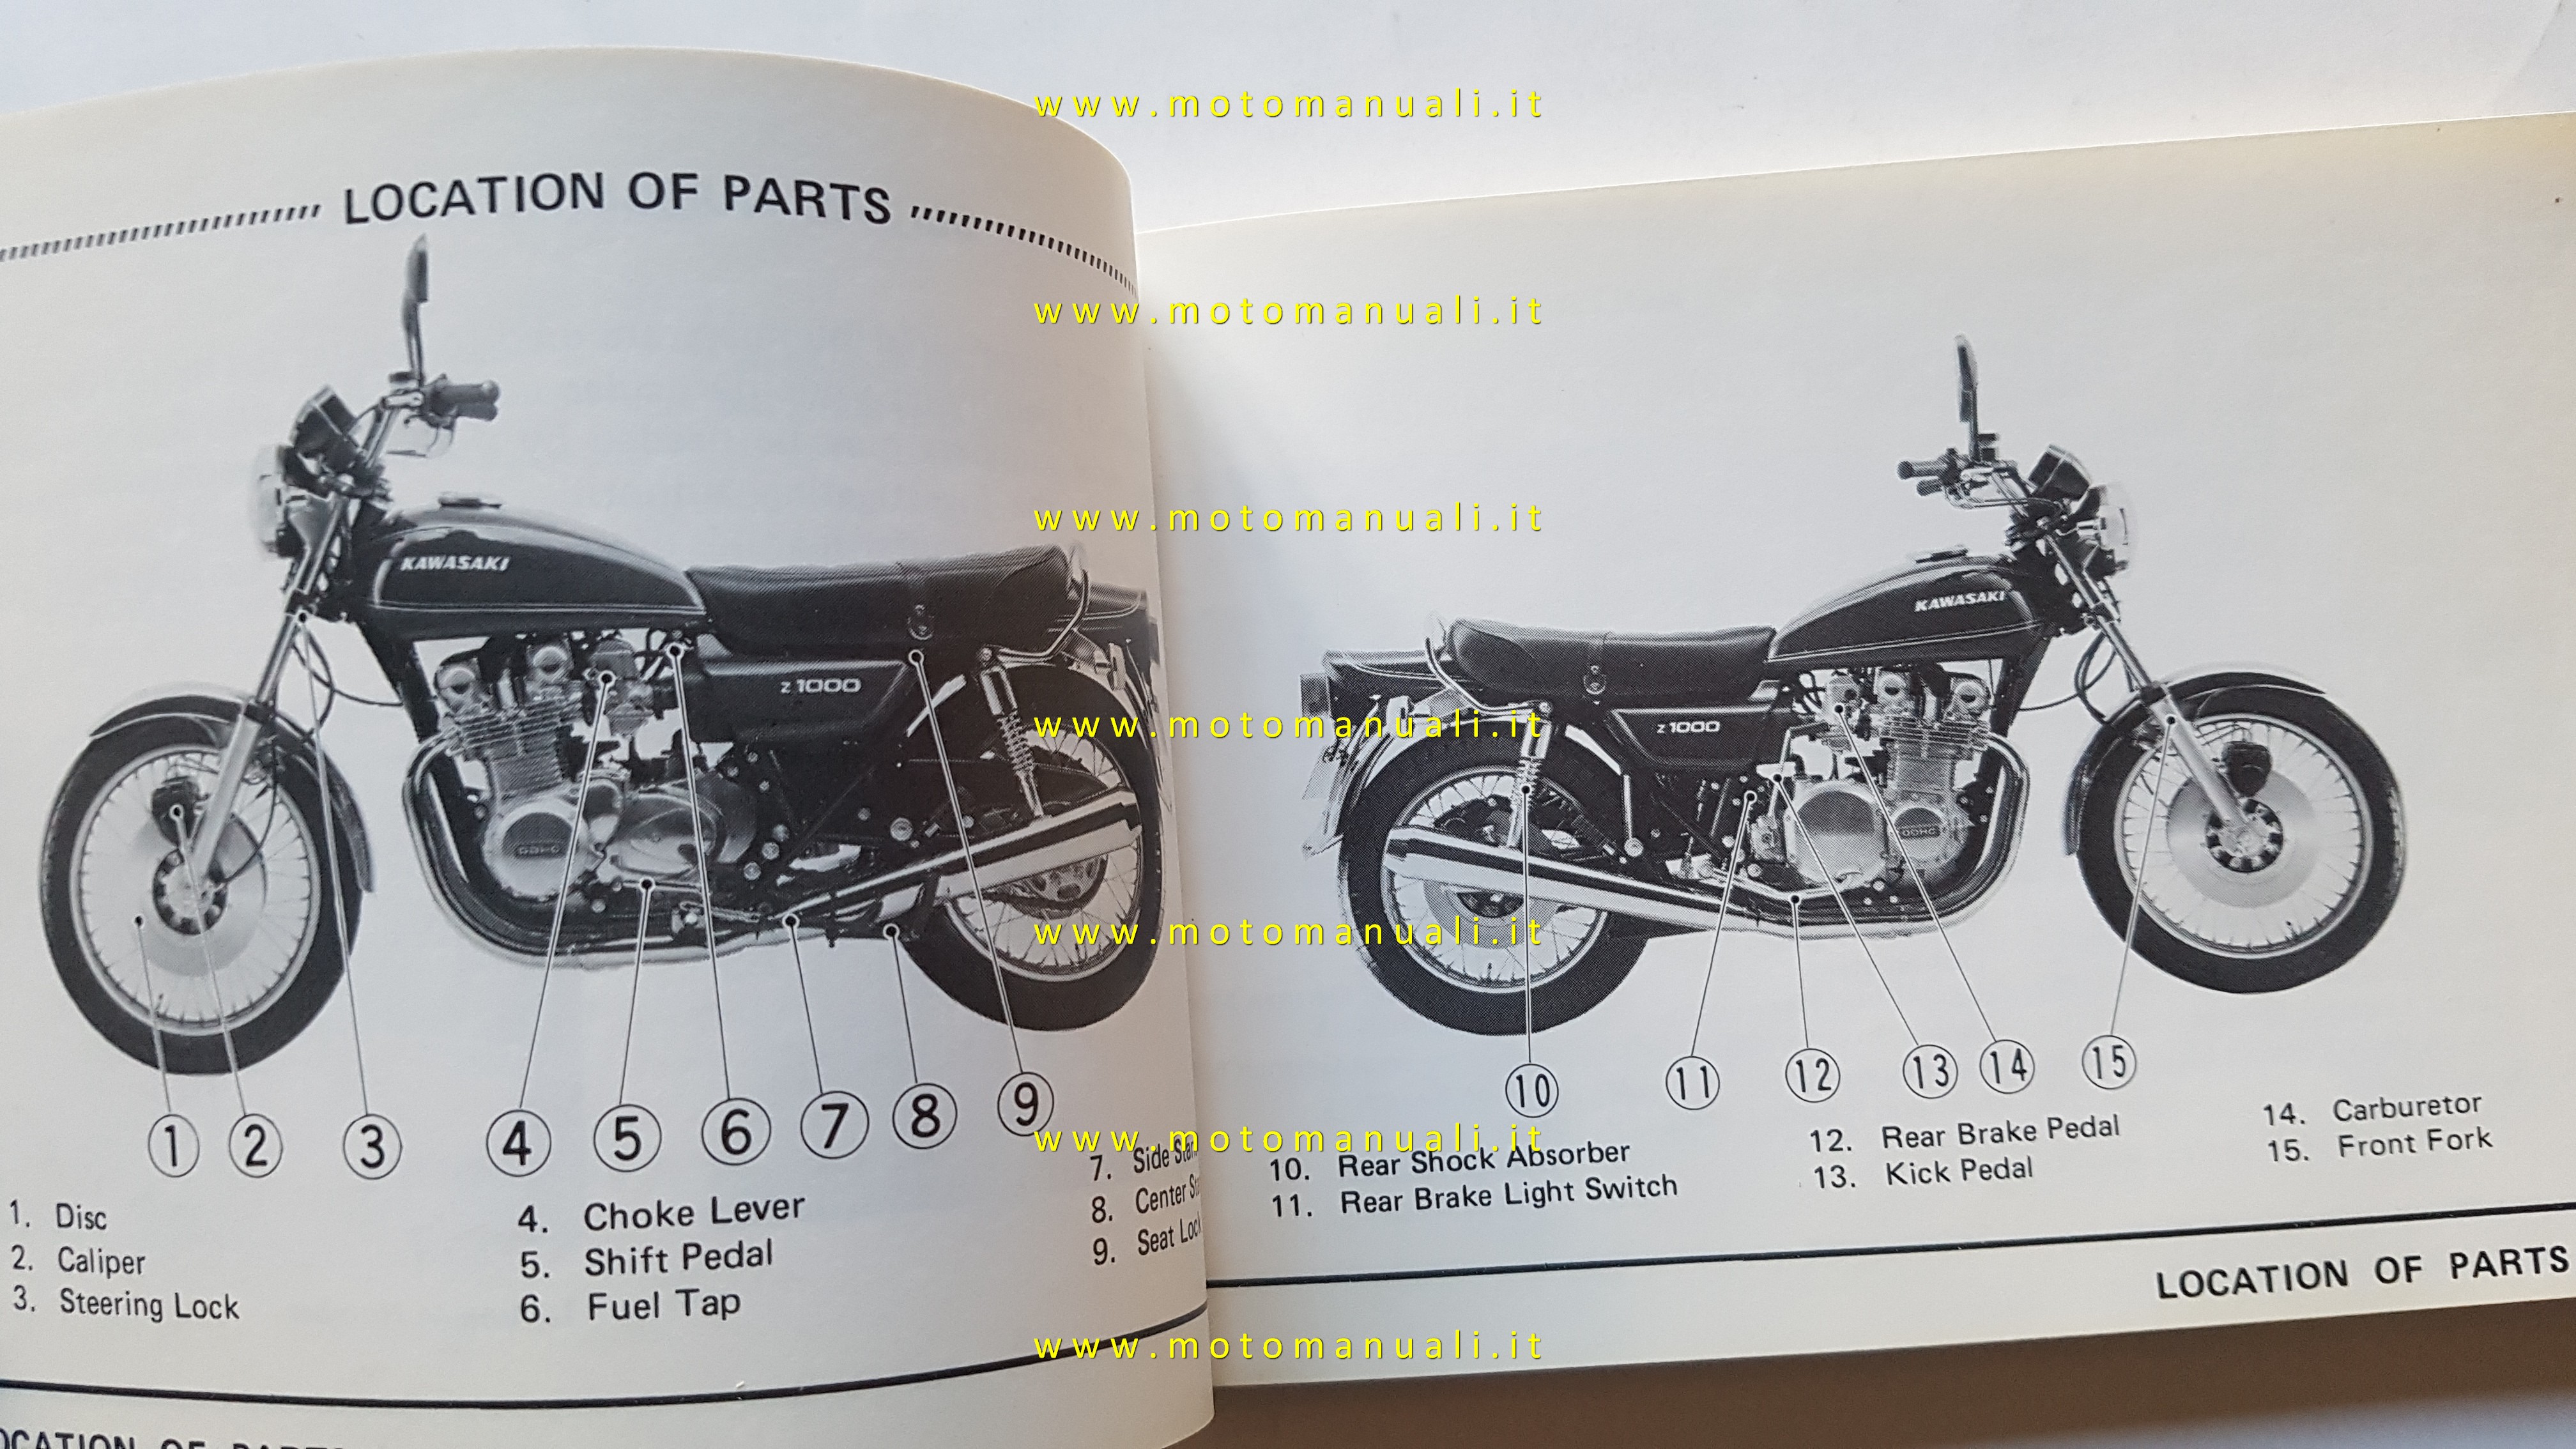 www.motomanuali.it
LOCATION OF PARTS
www.motomanuali.it
www.motomanuali.it
KAWASAKI
KAWASAKI
z1000
z1000
www.motomanuali.it
DOHC
DOHC
www.motomanuali.it
1 2 3 4 5 6 7 8 9
10 11 12 13 14 15
www.motomanuali.it
1. Disc
2. Caliper
3. Steering Lock
4. Choke Lever
5. Shift Pedal
6. Fuel Tap
7. Side
8. Center
9. Seat
10. Rear Shock Absorber
11. Rear Brake Light Switch
12. Rear Brake Pedal
13. Kick Pedal
14. Carburetor
15. Front Fork
LOCATION OF PARTS
www.motomanuali.it
OF